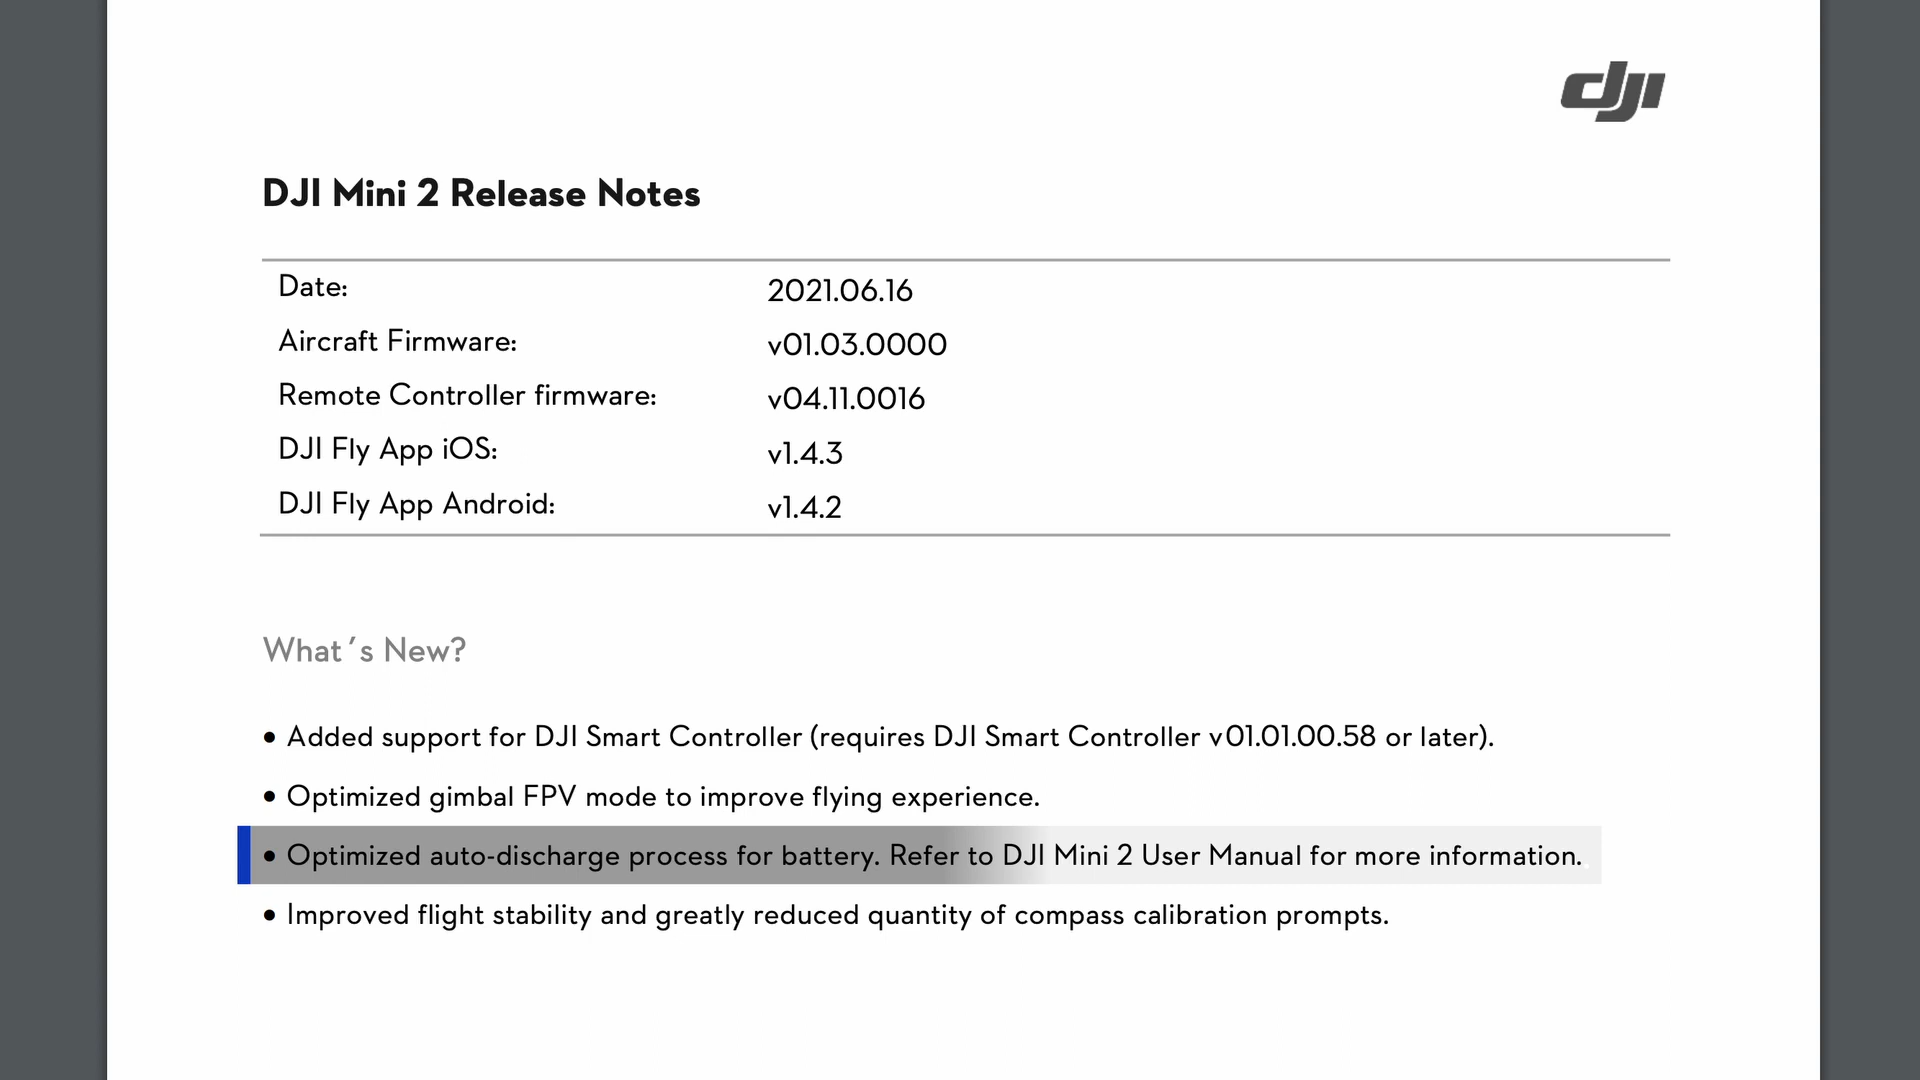 dji
DJI Mini 2 Release Notes
Date: 2021.06.16
Aircraft Firmware: v01.03.0000
Remote Controller firmware: v04.11.0016
DJI Fly App iOS: v1.4.3
DJI Fly App Android: v1.4.2
What´s New?
• Added support for DJI Smart Controller (requires DJI Smart Controller v01.01.00.58 or later).
• Optimized gimbal FPV mode to improve flying experience.
• Optimized auto-discharge process for battery. Refer to DJI Mini 2 User Manual for more information.
• Improved flight stability and greatly reduced quantity of compass calibration prompts.